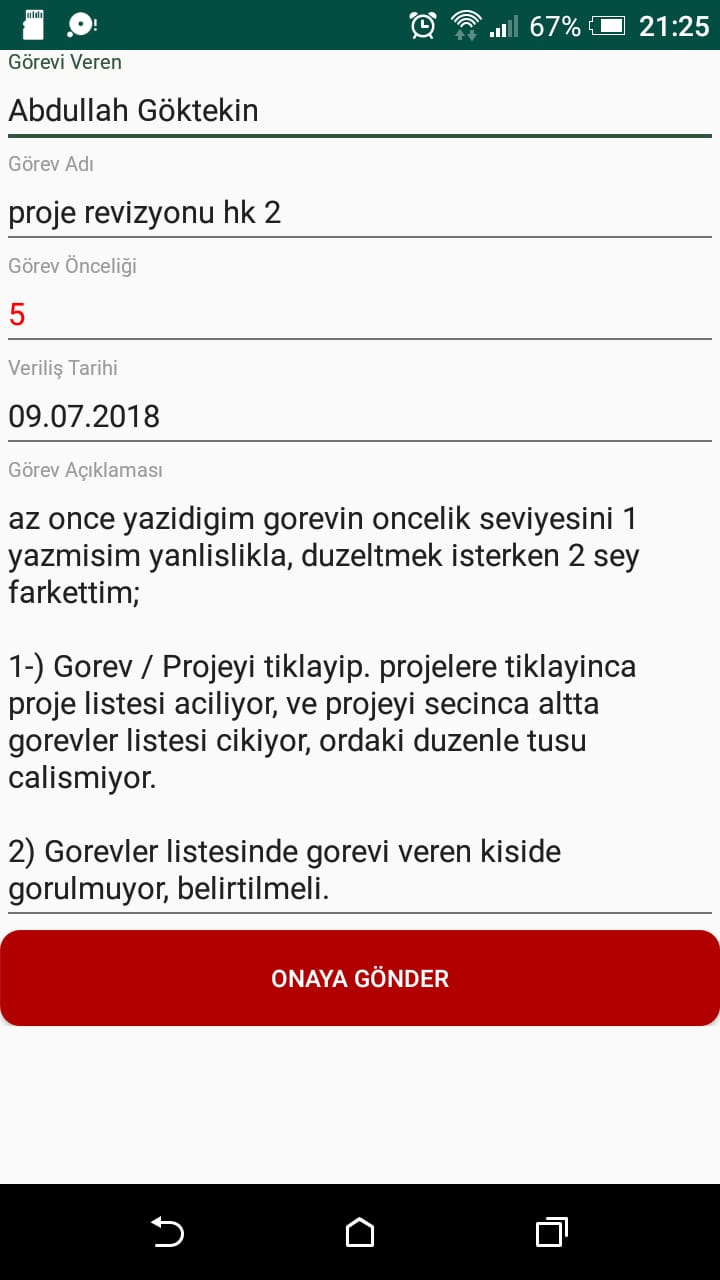 67% 21:25
Görevi Veren
Abdullah Göktekin
Görev Adı
proje revizyonu hk 2
Görev Önceliği
5
Veriliş Tarihi
09.07.2018
Görev Açıklaması
az once yazidigim gorevin oncelik seviyesini 1
yazmisim yanlislikla, duzeltmek isterken 2 sey
farkettim;
1-) Gorev / Projeyi tiklayip. projelere tiklayinca
proje listesi aciliyor, ve projeyi secinca altta
gorevler listesi cikiyor, ordaki duzenle tusu
calismiyor.
2) Gorevler listesinde gorevi veren kiside
gorulmuyor, belirtilmeli.
ONAYA GÖNDER